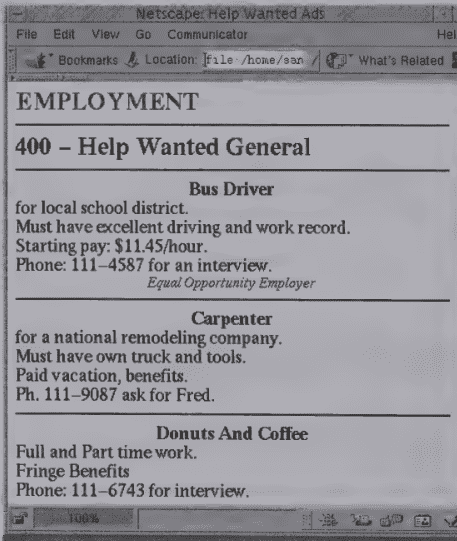 Netscape: Help Wanted Ads
File Edit View Go Communicator Hel
Bookmarks Location: file:/home/san What's Related
EMPLOYMENT
400 – Help Wanted General
Bus Driver
for local school district.
Must have excellent driving and work record.
Starting pay: $11.45/hour.
Phone: 111–4587 for an interview.
Equal Opportunity Employer
Carpenter
for a national remodeling company.
Must have own truck and tools.
Paid vacation, benefits.
Ph. 111–9087 ask for Fred.
Donuts And Coffee
Full and Part time work.
Fringe Benefits
Phone: 111–6743 for interview.
100%